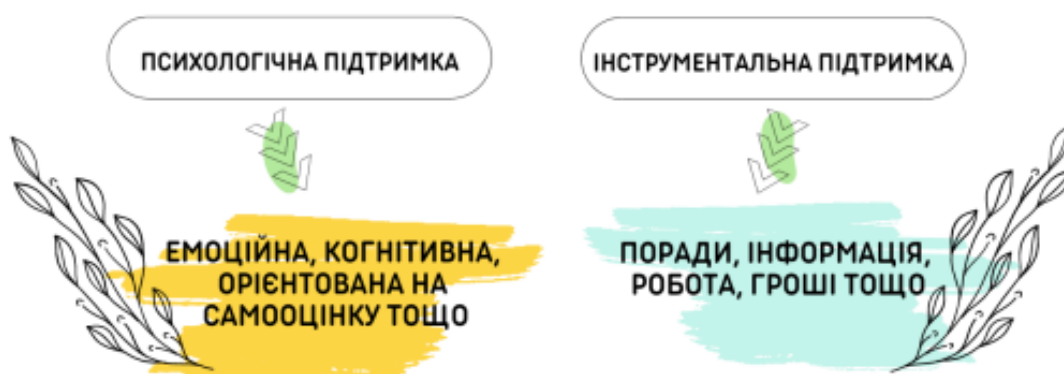 ПСИХОЛОГІЧНА ПІДТРИМКА
ІНСТРУМЕНТАЛЬНА ПІДТРИМКА
ЕМОЦІЙНА, КОГНІТИВНА,
ОРІЄНТОВАНА НА
САМООЦІНКУ ТОЩО
ПОРАДИ, ІНФОРМАЦІЯ,
РОБОТА, ГРОШІ ТОЩО